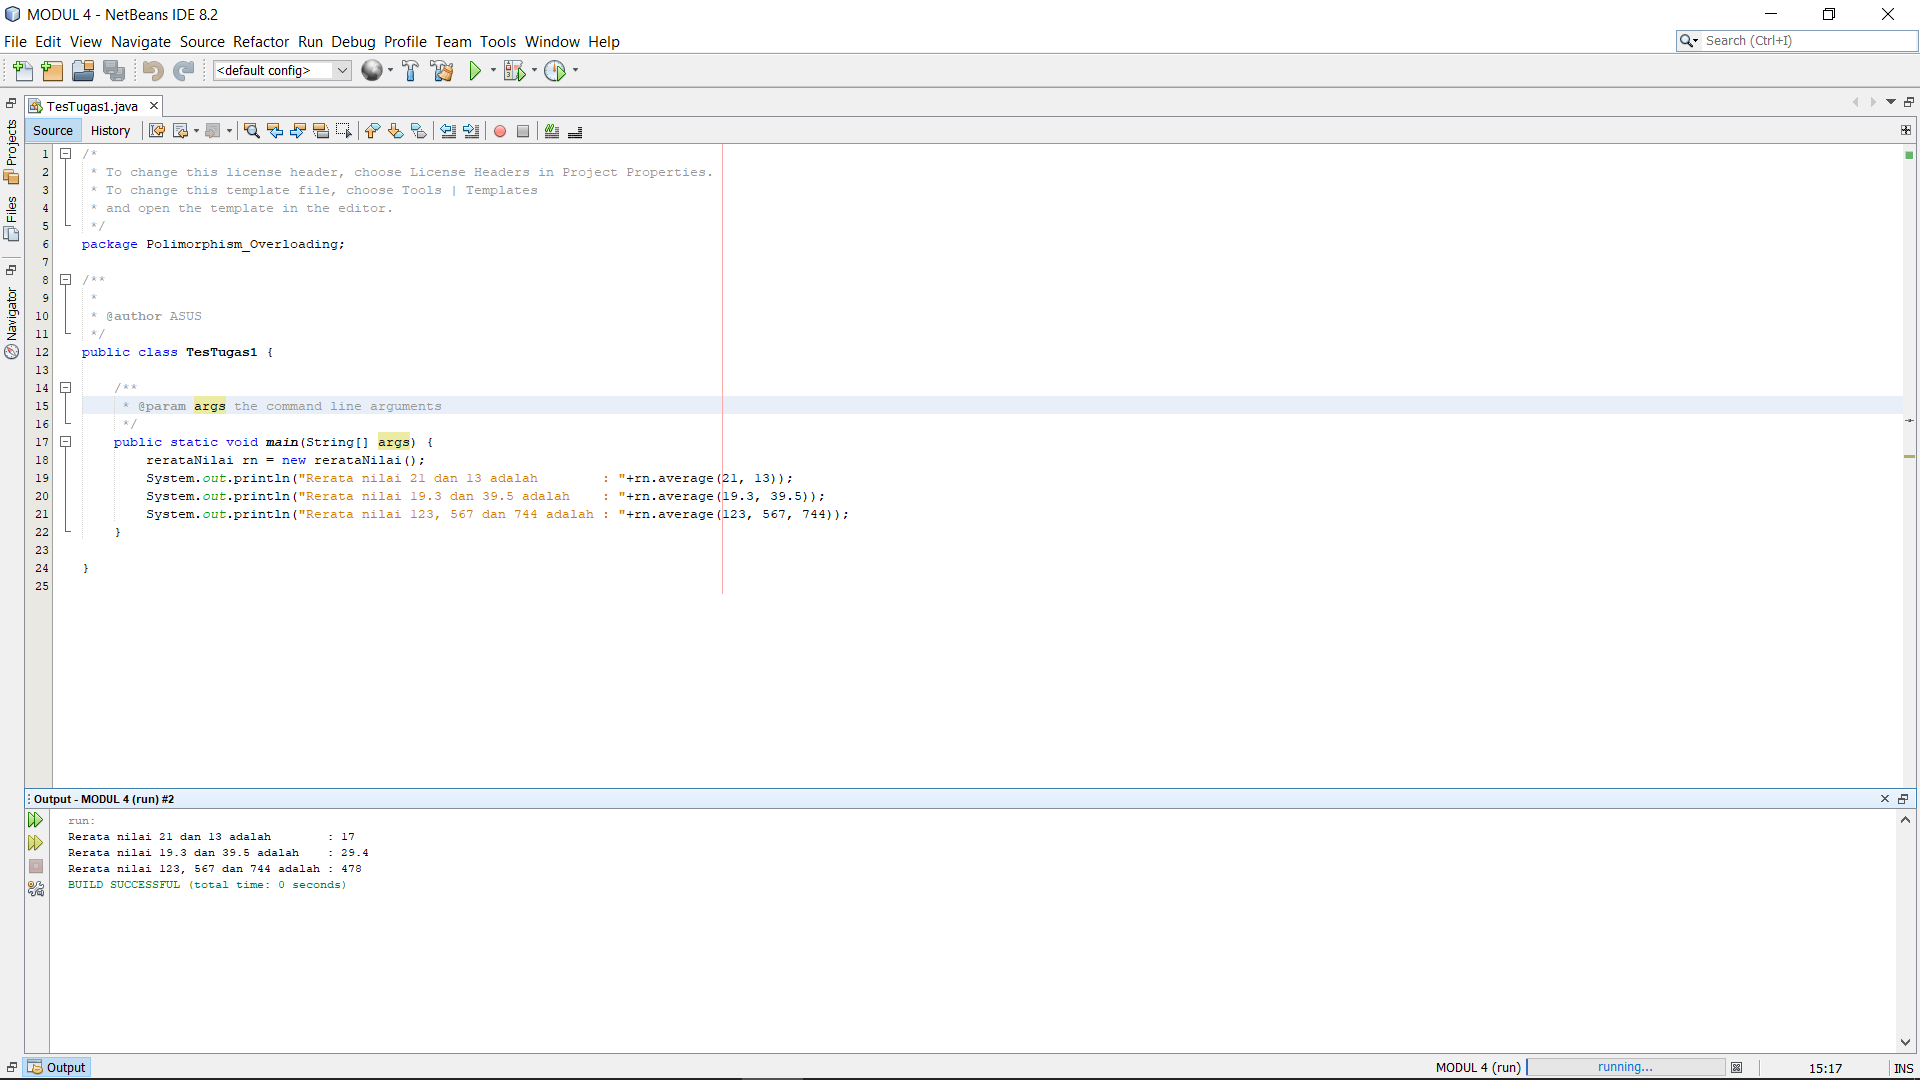 MODUL 4 - NetBeans IDE 8.2
File Edit View Navigate Source Refactor Run Debug Profile Team Tools Window Help
Search (Ctrl+I)
<default config>
TesTugas1.java
Source History
Projects
Files
Navigator
1 /*
2 * To change this license header, choose License Headers in Project Properties.
3 * To change this template file, choose Tools | Templates
4 * and open the template in the editor.
5 */
6 package Polimorphism_Overloading;
7
8 /**
9 *
10 * @author ASUS
11 */
12 public class TesTugas1 {
13
14 /**
15 * @param args the command line arguments
16 */
17 public static void main(String[] args) {
18 rerataNilai rn = new rerataNilai();
19 System.out.println("Rerata nilai 21 dan 13 adalah        : "+rn.average(21, 13));
20 System.out.println("Rerata nilai 19.3 dan 39.5 adalah    : "+rn.average(19.3, 39.5));
21 System.out.println("Rerata nilai 123, 567 dan 744 adalah : "+rn.average(123, 567, 744));
22 }
23
24 }
25
Output - MODUL 4 (run) #2
run:
Rerata nilai 21 dan 13 adalah        : 17
Rerata nilai 19.3 dan 39.5 adalah    : 29.4
Rerata nilai 123, 567 dan 744 adalah : 478
BUILD SUCCESSFUL (total time: 0 seconds)
Output
MODUL 4 (run) running... 15:17 INS